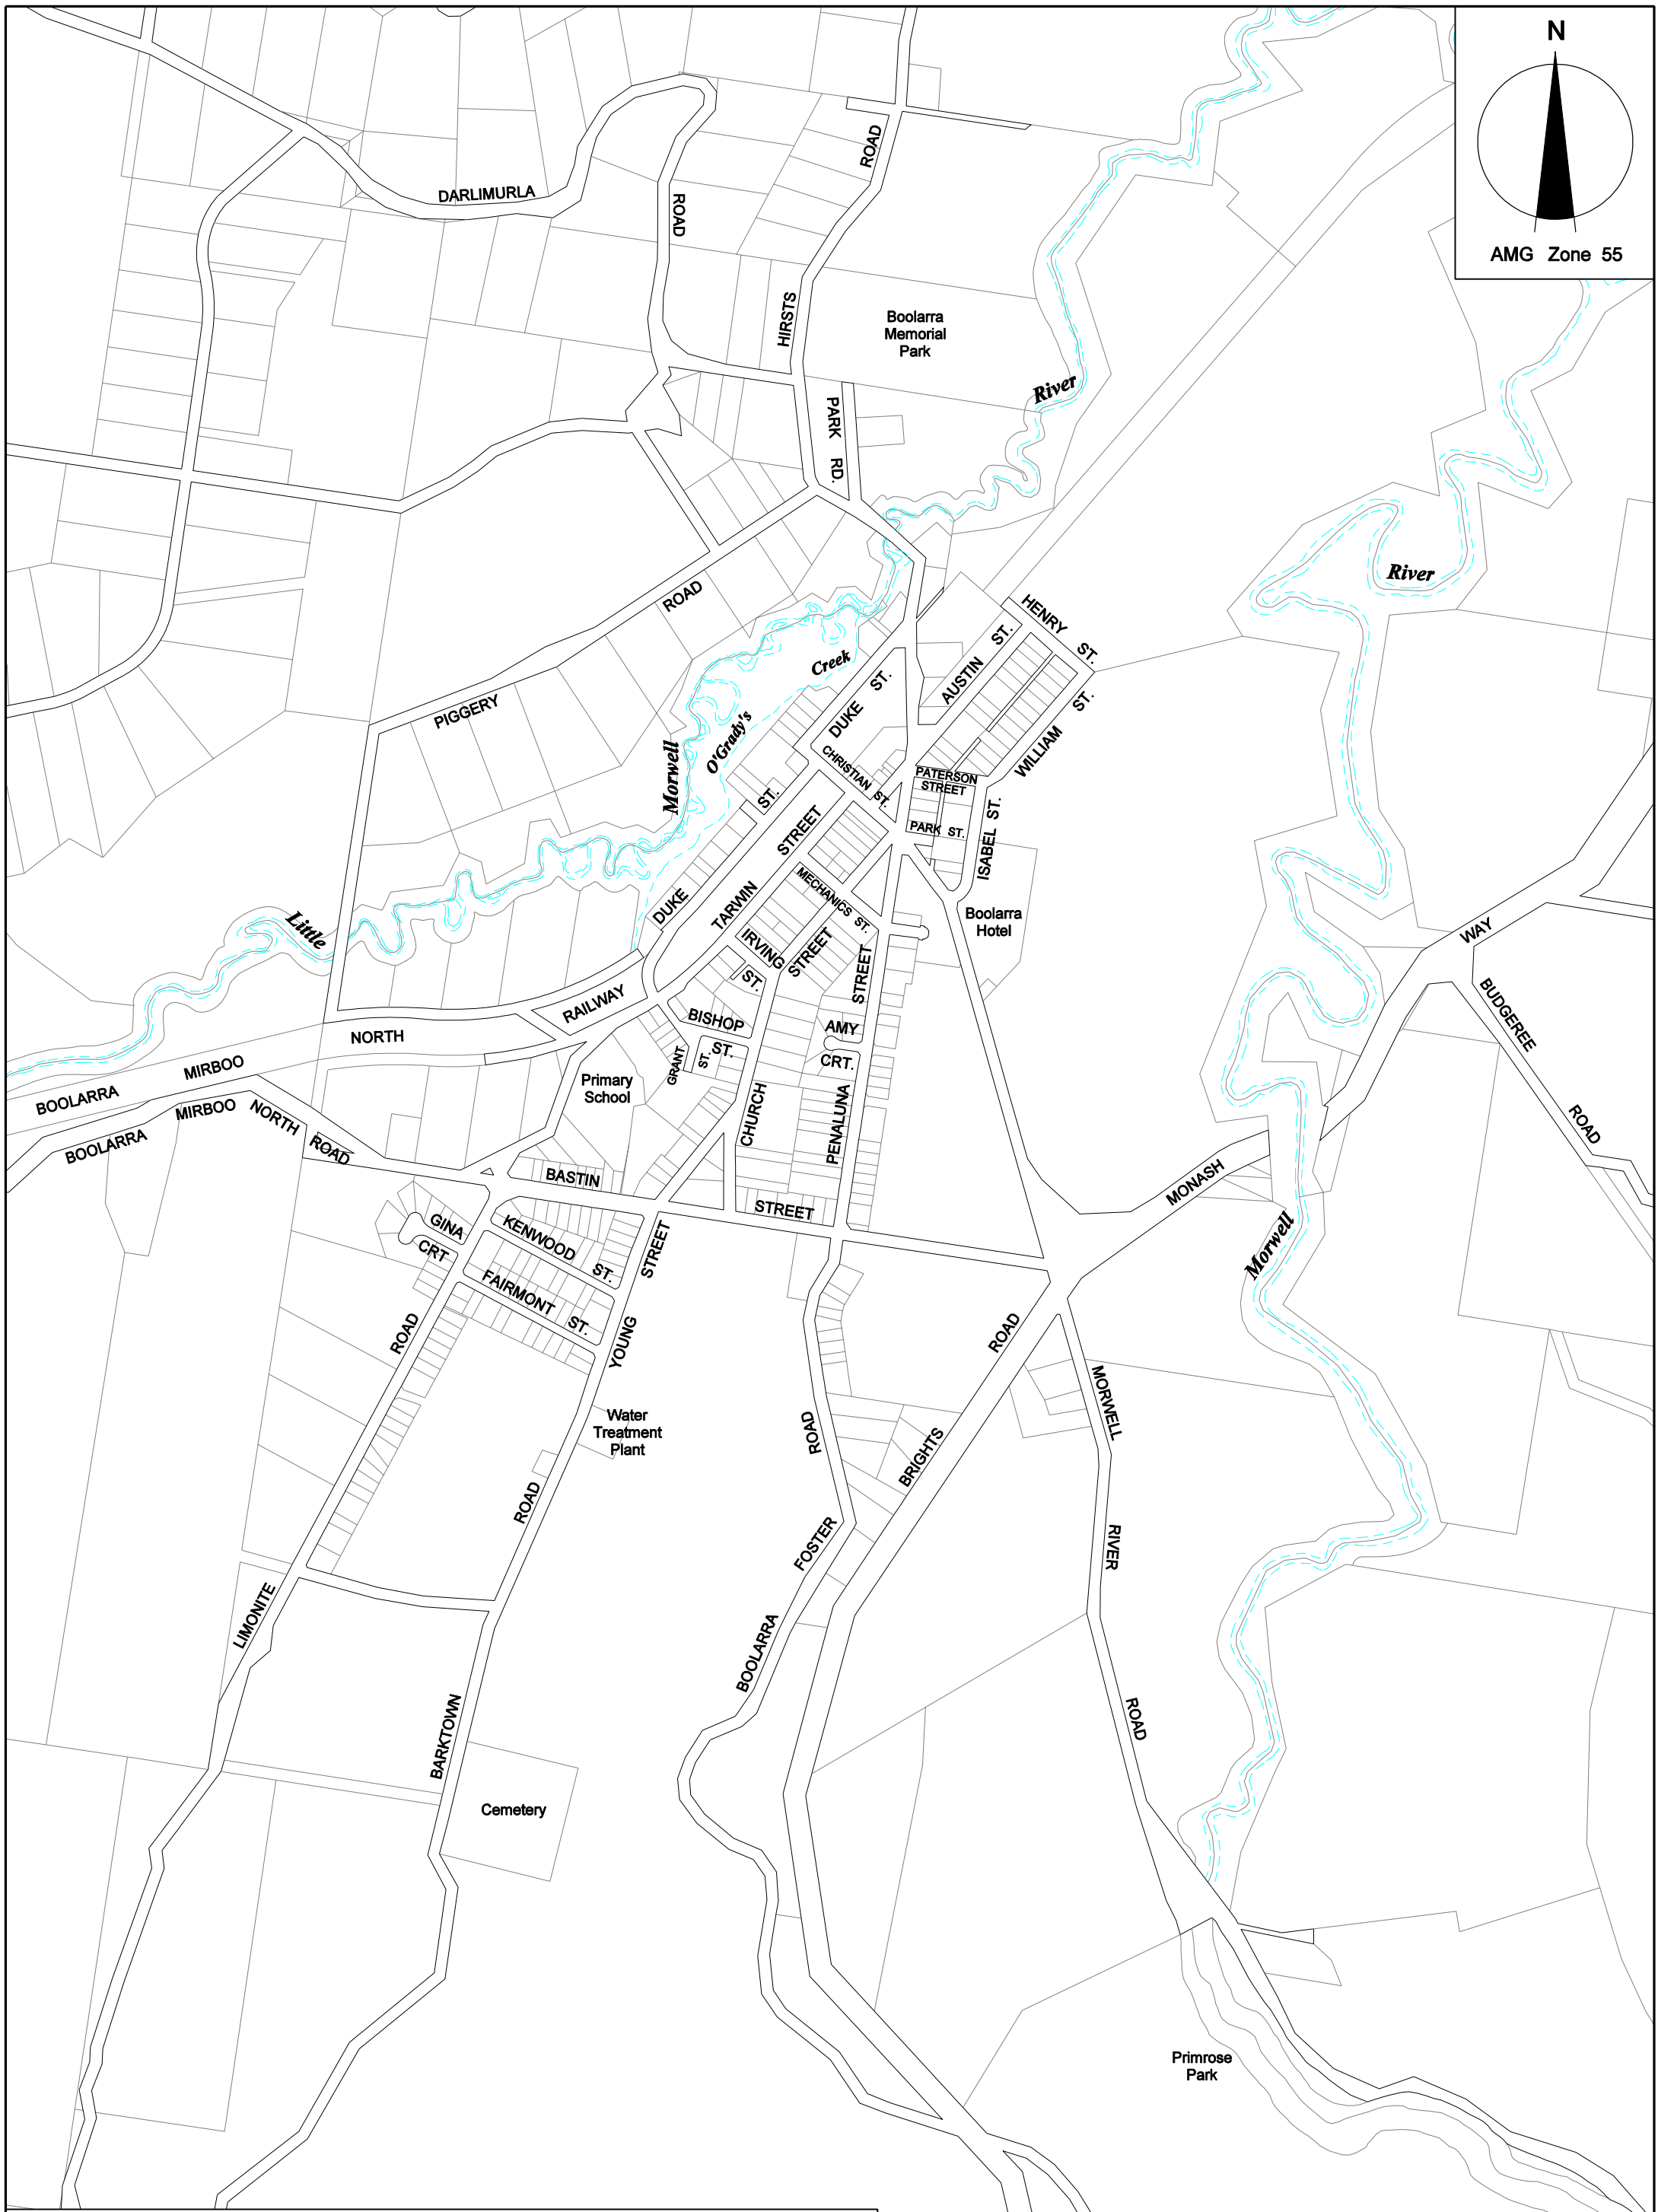 N
AMG Zone 55
DARLIMURLA
ROAD
ROAD
HIRSTS
Boolarra
Memorial
Park
River
PARK
RD.
River
ROAD
PIGGERY
HENRY
ST.
AUSTIN
ST.
WILLIAM
ST.
Creek
O'Grady's
Morwell
Little
DUKE
ST.
CHRISTIAN ST.
PATERSON
STREET
PARK ST.
ISABEL ST.
DUKE
ST.
TARWIN
STREET
MECHANICS ST.
IRVING
ST.
STREET
STREET
Boolarra
Hotel
WAY
BUDGEREE
ROAD
RAILWAY
NORTH
MIRBOO
BOOLARRA
BISHOP
ST.
GRANT
ST.
AMY
CRT.
Primary
School
CHURCH
PENALUNA
BOOLARRA
MIRBOO
NORTH
ROAD
MONASH
Morwell
BASTIN
STREET
GINA
CRT.
KENWOOD
ST.
FAIRMONT
ST.
STREET
YOUNG
ROAD
ROAD
BRIGHTS
MORWELL
RIVER
ROAD
Water
Treatment
Plant
ROAD
ROAD
FOSTER
BOOLARRA
LIMONITE
BARKTOWN
Cemetery
Primrose
Park